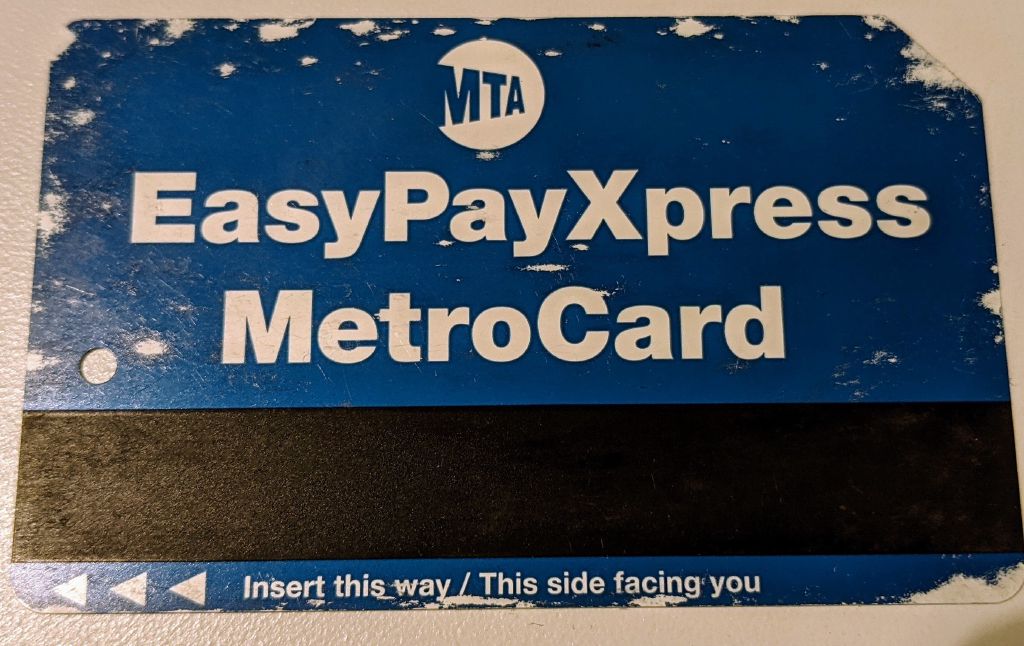 MTA
EasyPayXpress
MetroCard
Insert this way / This side facing you